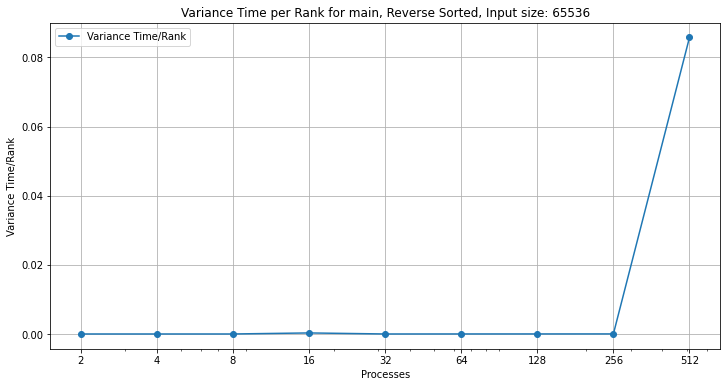 Variance Time per Rank for main, Reverse Sorted, Input size: 65536
Variance Time/Rank
Variance Time/Rank
0.08
0.06
0.04
0.02
0.00
2 4 8 16 32 64 128 256 512
Processes